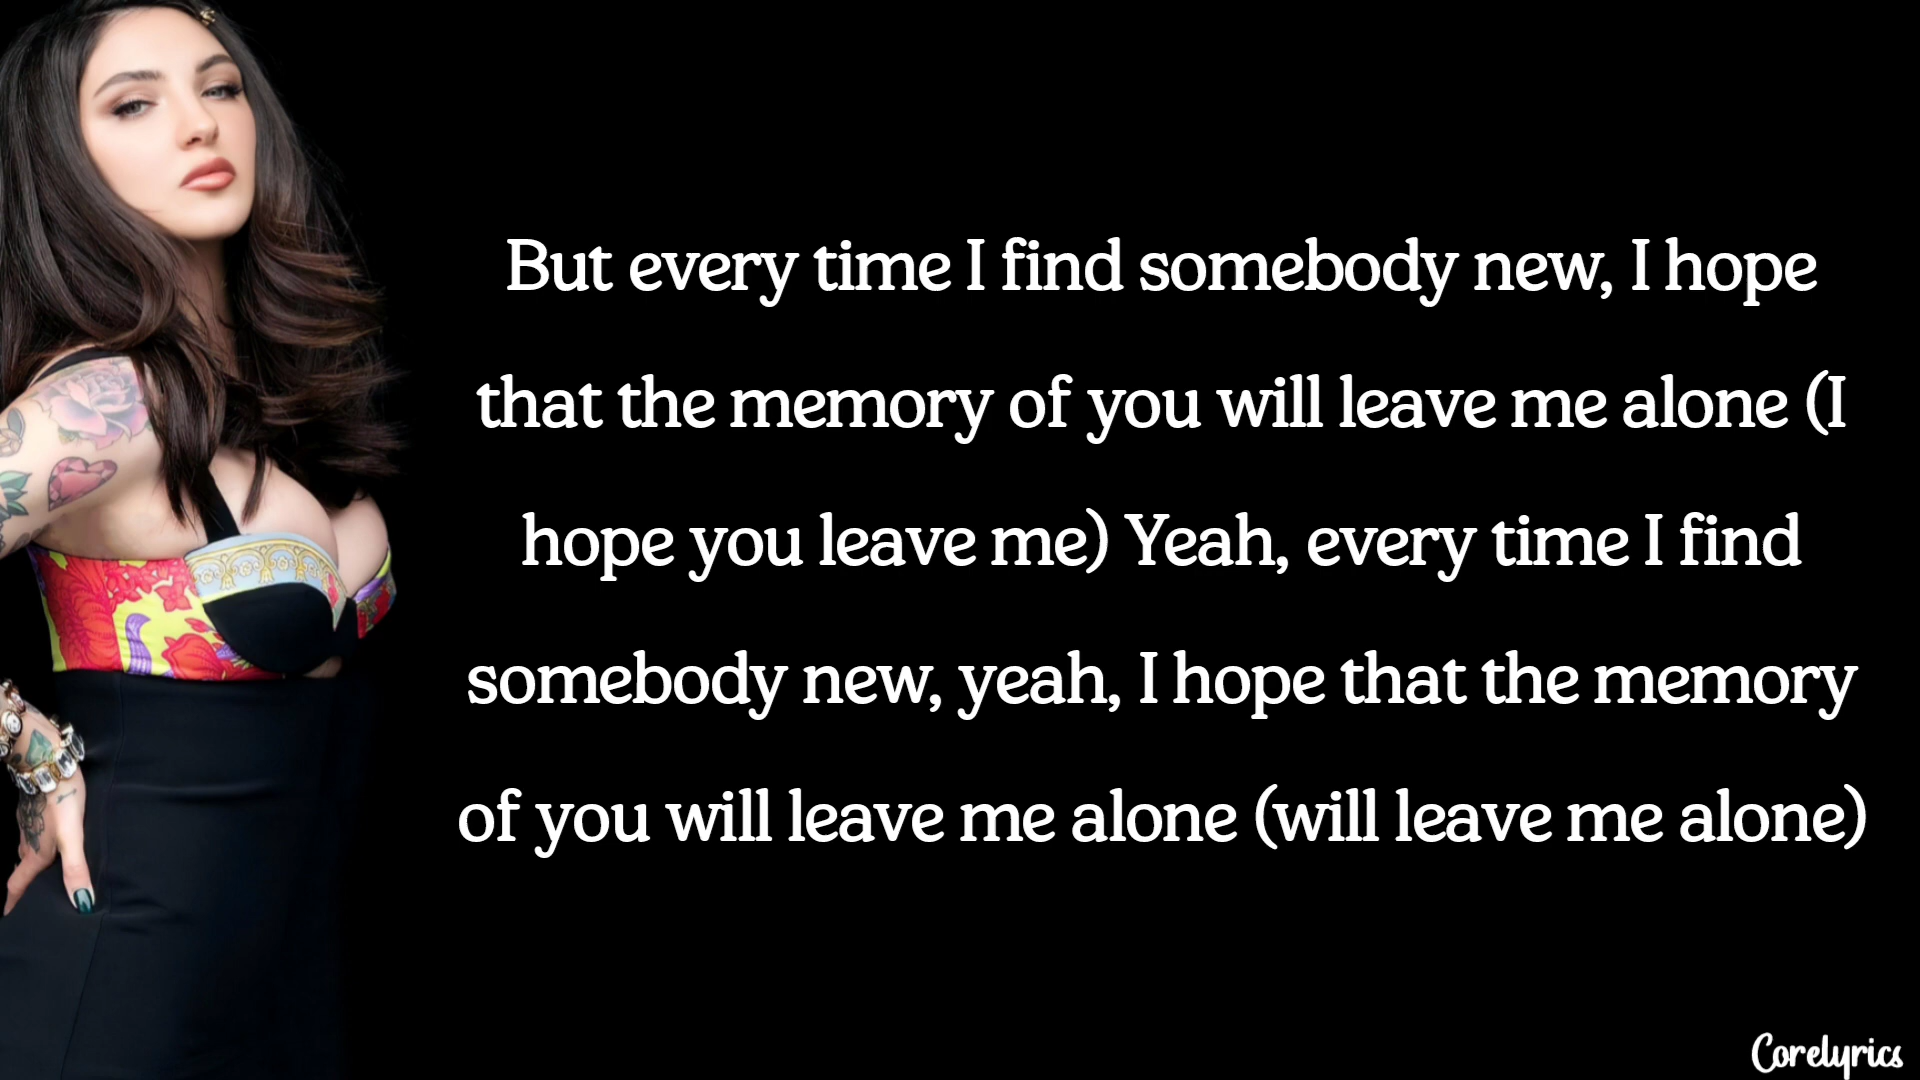 But every time I find somebody new, I hope
that the memory of you will leave me alone (I
hope you leave me) Yeah, every time I find
somebody new, yeah, I hope that the memory
of you will leave me alone (will leave me alone)
Corelyrics